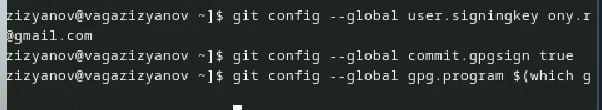 zizyanov@vagazizyanov ~]$ git config --global user.signingkey ony.r
@gmail.com
zizyanov@vagazizyanov ~]$ git config --global commit.gpgsign true
zizyanov@vagazizyanov ~]$ git config --global gpg.program $(which g